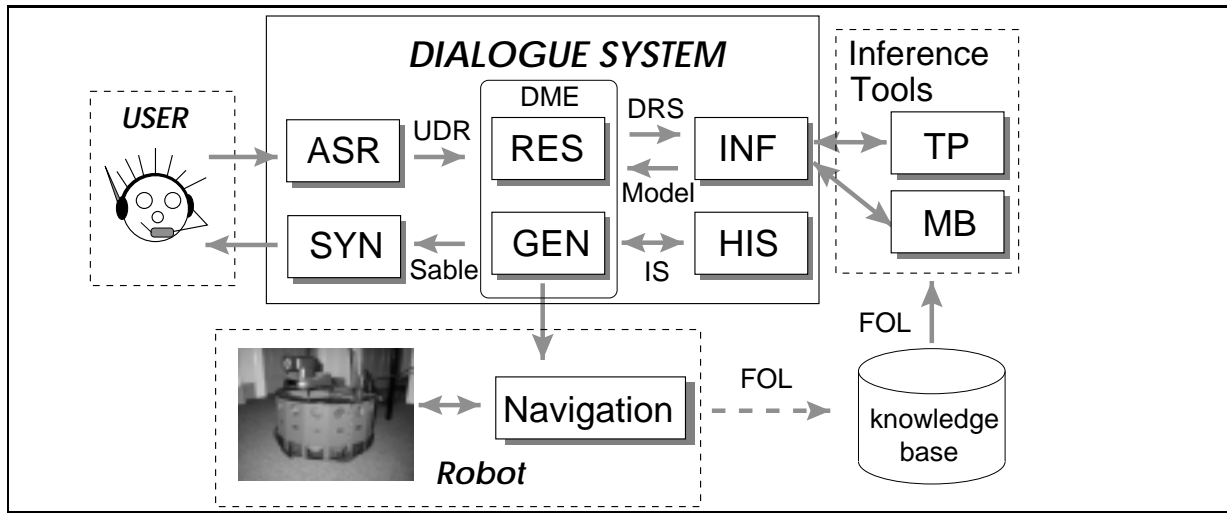 DIALOGUE SYSTEM
Inference
Tools
USER
DME
ASR
UDR
RES
DRS
INF
TP
Model
MB
SYN
Sable
GEN
IS
HIS
FOL
Navigation
FOL
knowledge
base
Robot